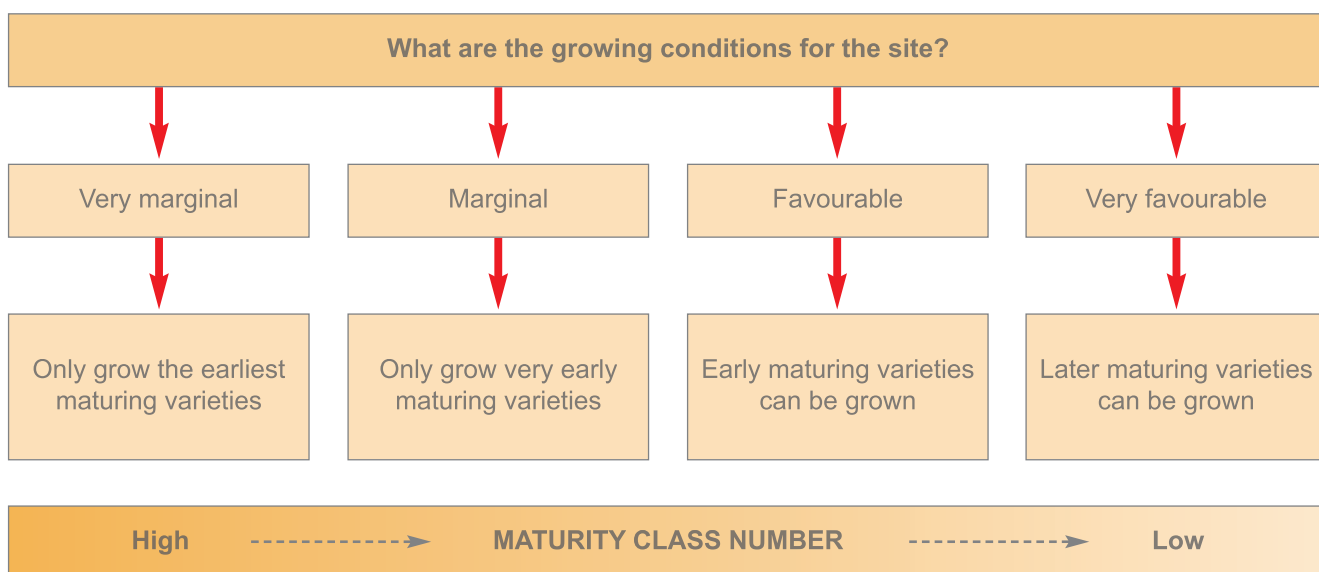 What are the growing conditions for the site?
Very marginal
Marginal
Favourable
Very favourable
Only grow the earliest
maturing varieties
Only grow very early
maturing varieties
Early maturing varieties
can be grown
Later maturing varieties
can be grown
High MATURITY CLASS NUMBER Low